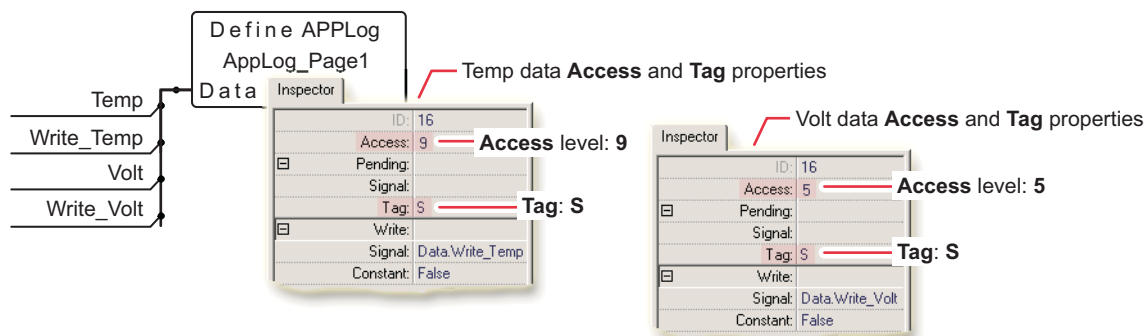 Define APPLog
AppLog_Page1
Data
Temp
Write_Temp
Volt
Write_Volt
Temp data Access and Tag properties
Inspector
ID: 16
Access: 9
Access level: 9
Pending:
Signal:
Tag: S
Tag: S
Write:
Signal: Data.Write_Temp
Constant: False
Volt data Access and Tag properties
Inspector
ID: 16
Access: 5
Access level: 5
Pending:
Signal:
Tag: S
Tag: S
Write:
Signal: Data.Write_Volt
Constant: False